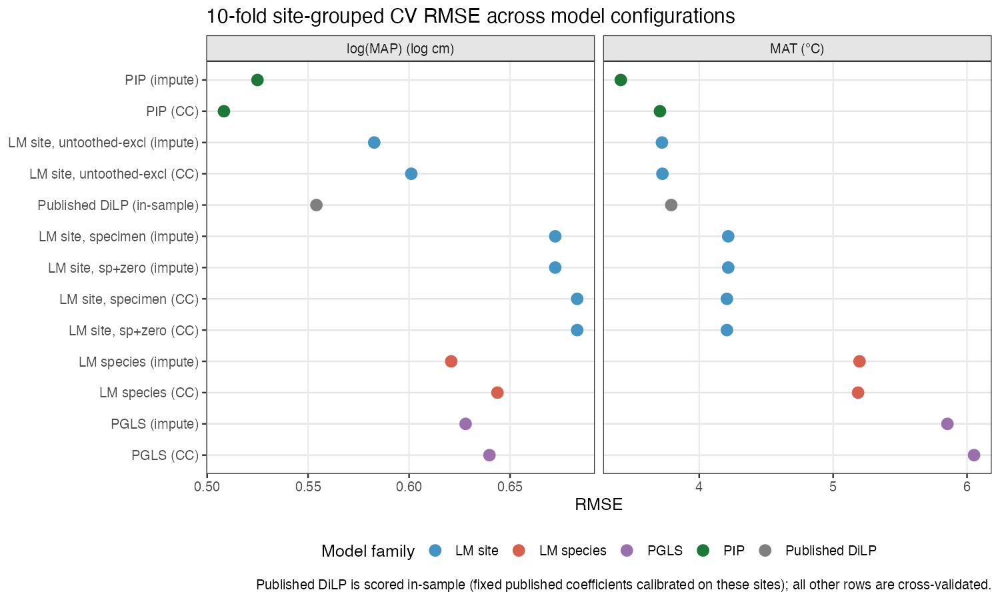 10-fold site-grouped CV RMSE across model configurations
log(MAP) (log cm)
MAT (°C)
PIP (impute)
PIP (CC)
LM site, untoothed-excl (impute)
LM site, untoothed-excl (CC)
Published DiLP (in-sample)
LM site, specimen (impute)
LM site, sp+zero (impute)
LM site, specimen (CC)
LM site, sp+zero (CC)
LM species (impute)
LM species (CC)
PGLS (impute)
PGLS (CC)
0.50 0.55 0.60 0.65
4 5 6
RMSE
Model family LM site LM species PGLS PIP Published DiLP
Published DiLP is scored in-sample (fixed published coefficients calibrated on these sites); all other rows are cross-validated.